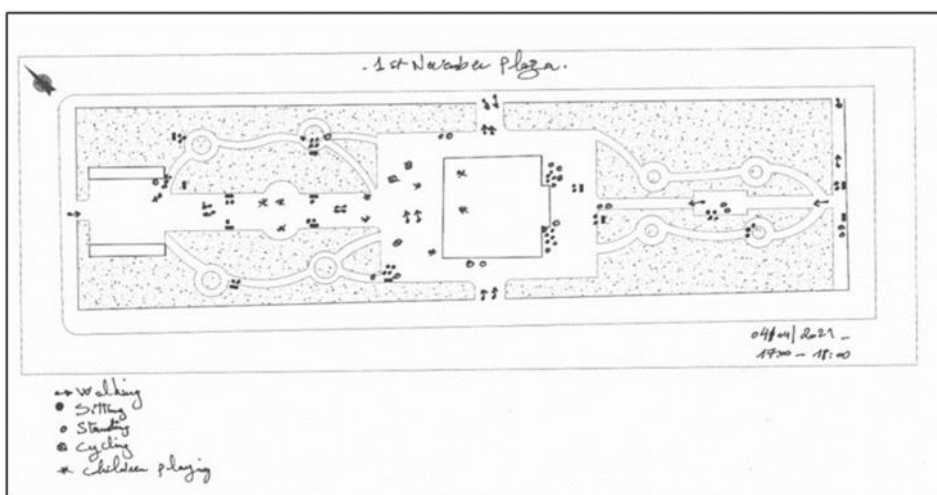 - 1st November plaza.
04/04/2021 -
17:00 - 18:00
Walking
Sitting
Standing
Cycling
children playing